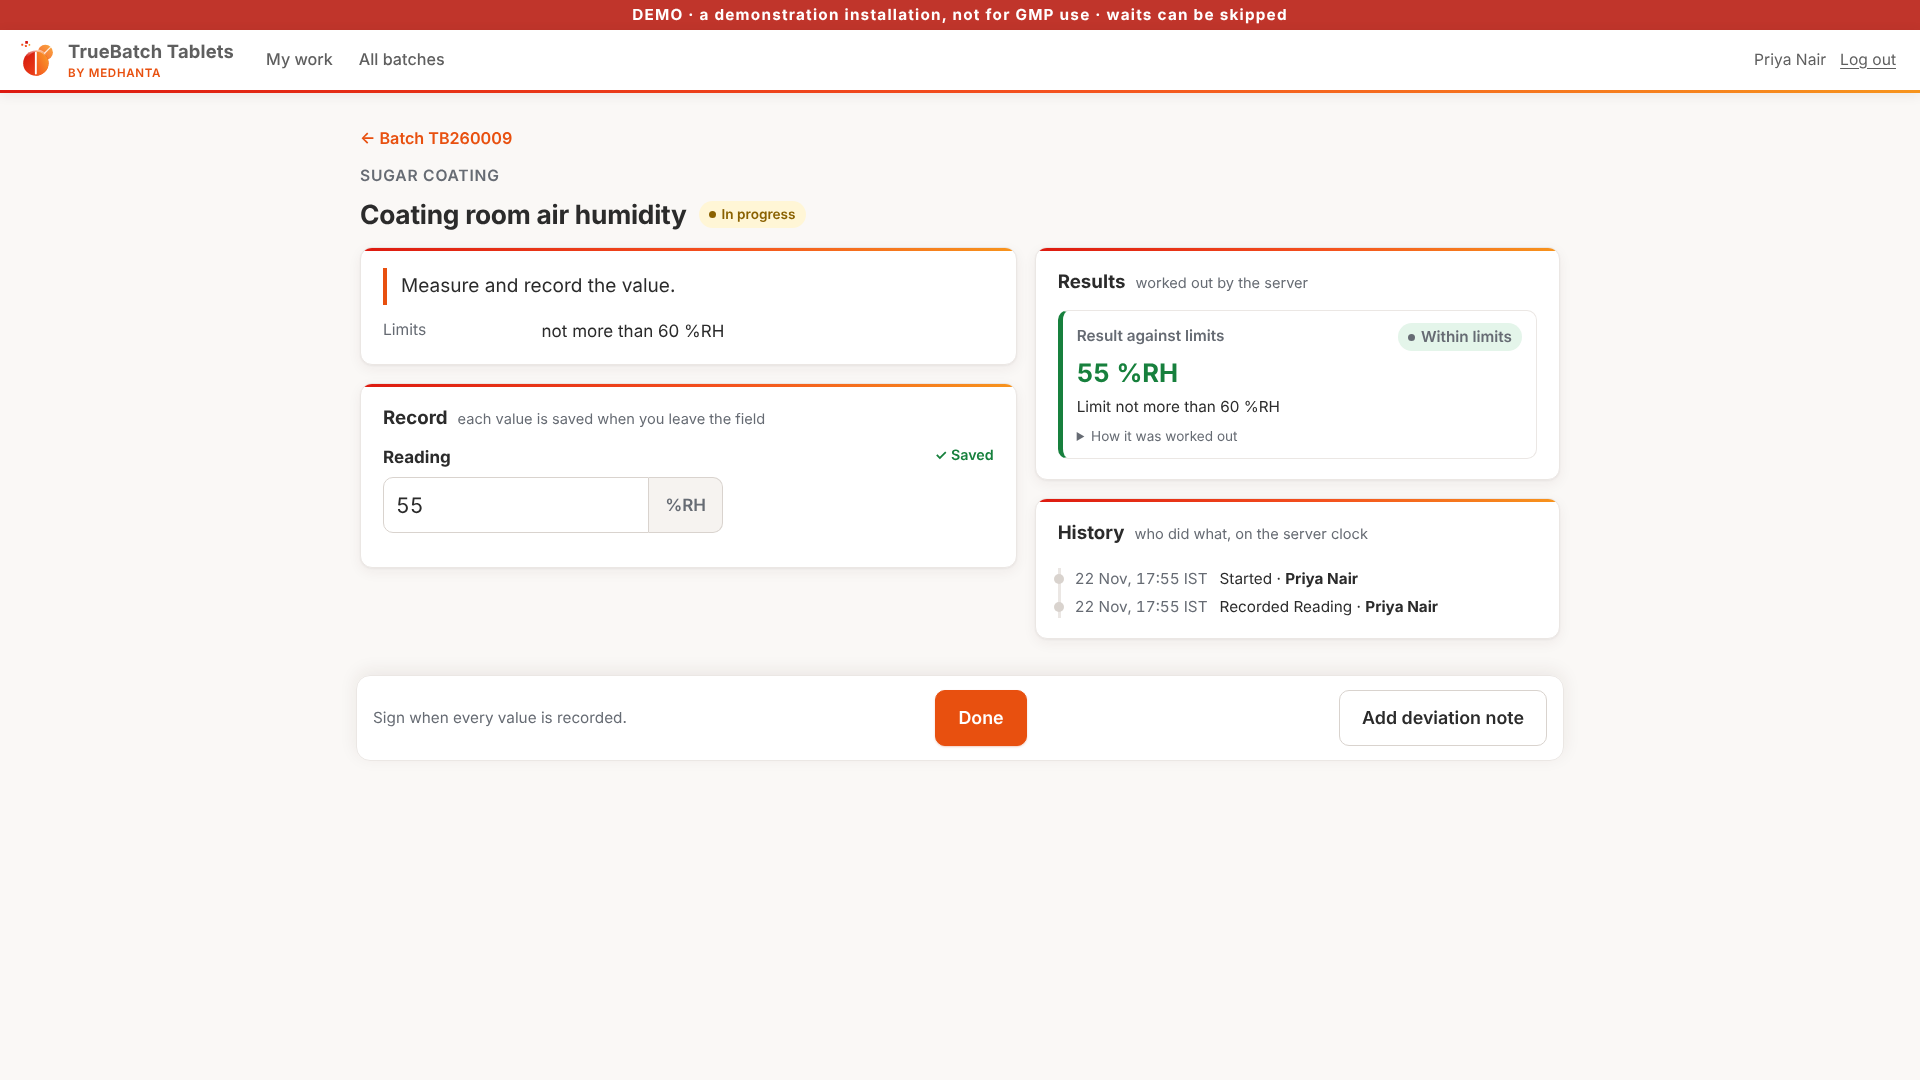 DEMO · a demonstration installation, not for GMP use · waits can be skipped
TrueBatch Tablets
BY MEDHANTA
My work
All batches
Priya Nair
Log out
← Batch TB260009
SUGAR COATING
Coating room air humidity
In progress
Measure and record the value.
Limits
not more than 60 %RH
Record each value is saved when you leave the field
Reading
✓ Saved
55
%RH
Results worked out by the server
Result against limits
Within limits
55 %RH
Limit not more than 60 %RH
How it was worked out
History who did what, on the server clock
22 Nov, 17:55 IST Started · Priya Nair
22 Nov, 17:55 IST Recorded Reading · Priya Nair
Sign when every value is recorded.
Done
Add deviation note